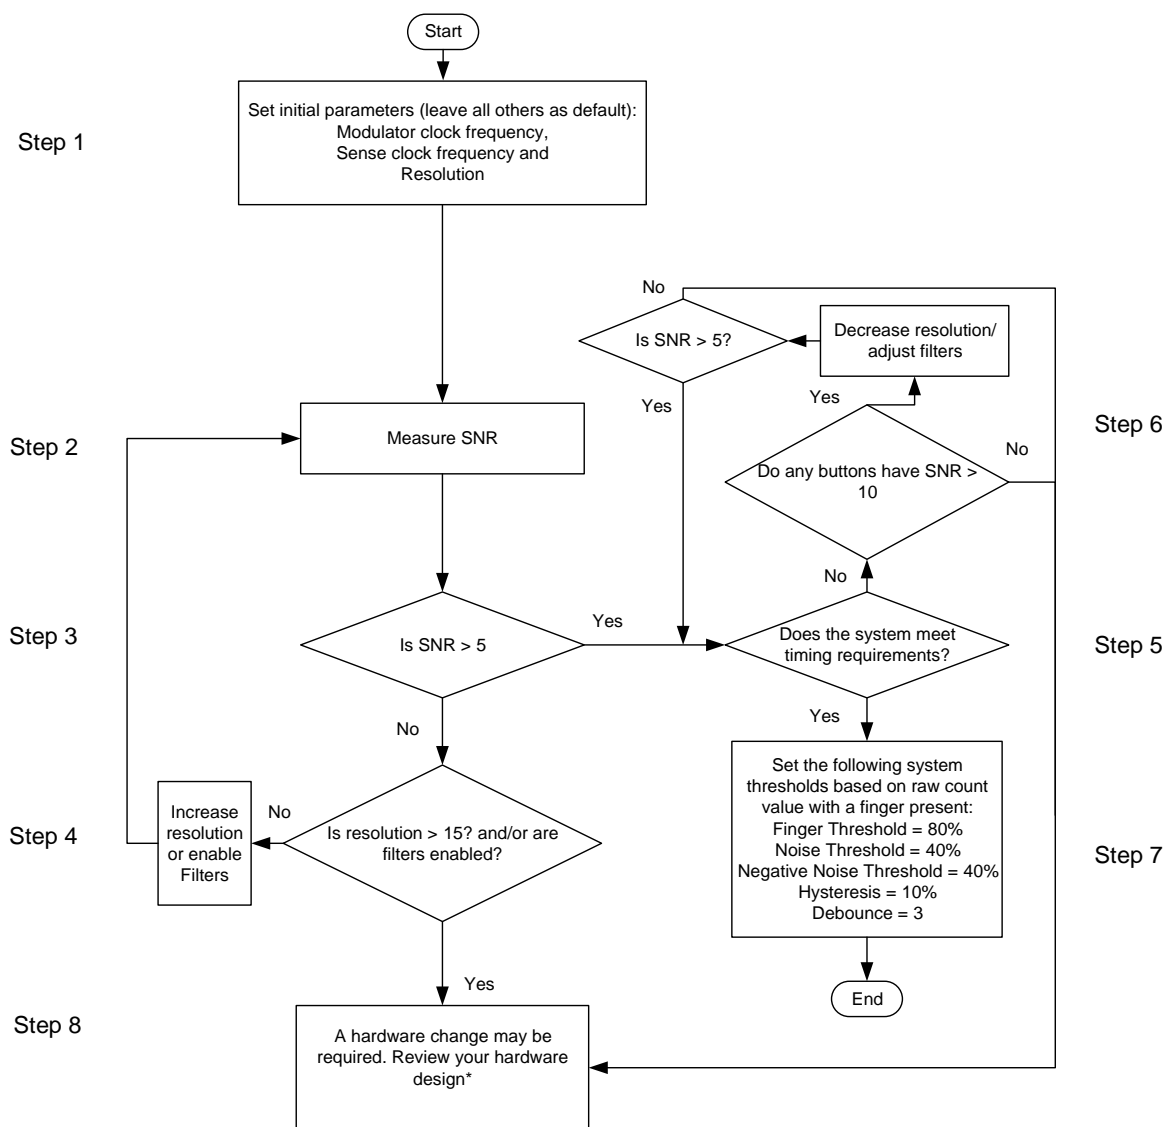 Start
Step 1
Set initial parameters (leave all others as default):
Modulator clock frequency,
Sense clock frequency and
Resolution
No
Is SNR > 5?
Decrease resolution/
adjust filters
Yes
Yes
Step 6
Step 2
Measure SNR
No
Do any buttons have SNR >
10
No
Step 3
Is SNR > 5
Yes
Does the system meet
timing requirements?
Step 5
No
Yes
Step 4
Increase
resolution
or enable
Filters
No
Is resolution > 15? and/or are
filters enabled?
Set the following system
thresholds based on raw count
value with a finger present:
Finger Threshold = 80%
Noise Threshold = 40%
Negative Noise Threshold = 40%
Hysteresis = 10%
Debounce = 3
Step 7
Yes
End
Step 8
A hardware change may be
required. Review your hardware
design*